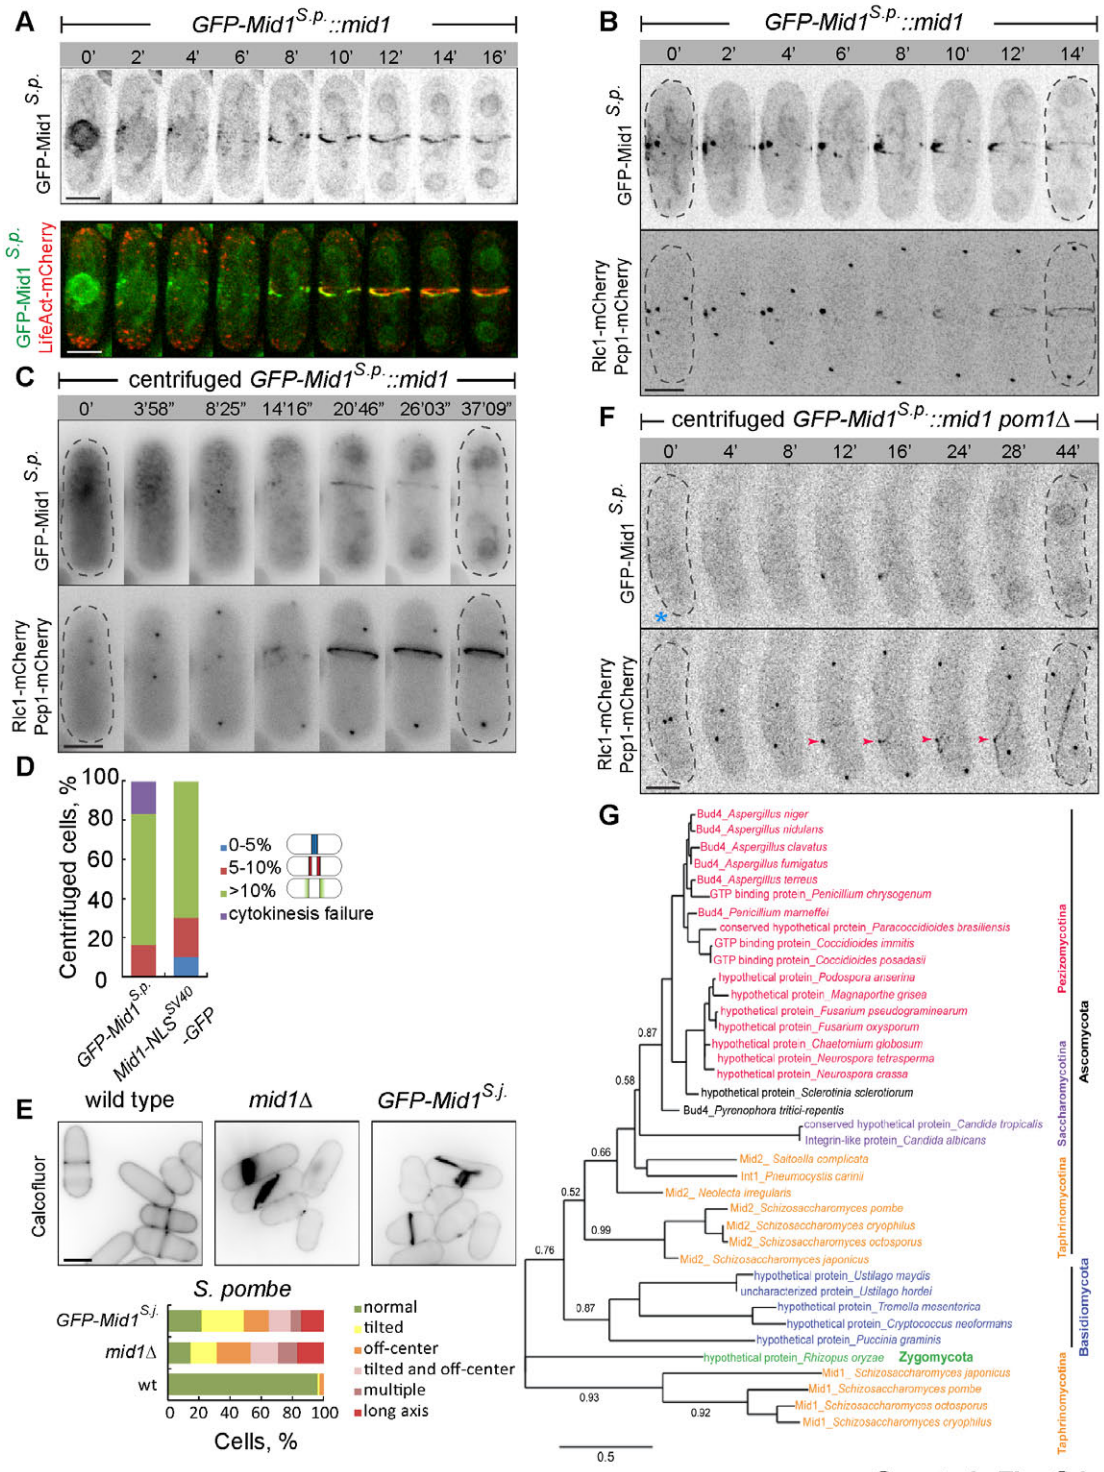 A
GFP-Mid1S.p.::mid1
0' 2' 4' 6' 8' 10' 12' 14' 16'
GFP-Mid1 S.p.
GFP-Mid1 S.p.
LifeAct-mCherry
B
GFP-Mid1S.p.::mid1
0' 2' 4' 6' 8' 10' 12' 14'
GFP-Mid1 S.p.
Rlc1-mCherry
Pcp1-mCherry
C
centrifuged GFP-Mid1S.p.::mid1
0' 3'58" 8'25" 14'16" 20'46" 26'03" 37'09"
GFP-Mid1 S.p.
Rlc1-mCherry
Pcp1-mCherry
F
centrifuged GFP-Mid1S.p.::mid1 pom1Δ
0' 4' 8' 12' 16' 24' 28' 44'
GFP-Mid1 S.p.
*
Rlc1-mCherry
Pcp1-mCherry
D
Centrifuged cells, %
100
80
60
40
20
0
GFP-Mid1S.p.
Mid1-NLSSV40
-GFP
0-5%
5-10%
>10%
cytokinesis failure
E
wild type
mid1Δ
GFP-Mid1S.j.
Calcofluor
S. pombe
GFP-Mid1S.j.
mid1Δ
wt
0 20 40 60 80 100
Cells, %
normal
tilted
off-center
tilted and off-center
multiple
long axis
G
Bud4_Aspergillus niger
Bud4_Aspergillus nidulans
Bud4_Aspergillus clavatus
Bud4_Aspergillus fumigatus
Bud4_Aspergillus terreus
GTP binding protein_Penicillium chrysogenum
Bud4_Penicillium marneffei
conserved hypothetical protein_Paracoccidioides brasiliensis
GTP binding protein_Coccidioides immitis
GTP binding protein_Coccidioides posadasii
hypothetical protein_Podospora anserina
hypothetical protein_Magnaporthe grisea
hypothetical protein_Fusarium pseudograminearum
hypothetical protein_Fusarium oxysporum
hypothetical protein_Chaetomium globosum
hypothetical protein_Neurospora tetrasperma
hypothetical protein_Neurospora crassa
hypothetical protein_Sclerotinia sclerotiorum
Bud4_Pyronophora tritici-repentis
conserved hypothetical protein_Candida tropicalis
Integrin-like protein_Candida albicans
Mid2_ Saitoella complicata
Int1_Pneumocystis carinii
Mid2_ Neolecta irregularis
Mid2_Schizosaccharomyces pombe
Mid2_Schizosaccharomyces cryophilus
Mid2_Schizosaccharomyces octosporus
Mid2_ Schizosaccharomyces japonicus
hypothetical protein_Ustilago maydis
uncharacterized protein_Ustilago hordei
hypothetical protein_Tremella mesenterica
hypothetical protein_Cryptococcus neoformans
hypothetical protein_Puccinia graminis
hypothetical protein_Rhizopus oryzae Zygomycota
Mid1_ Schizosaccharomyces japonicus
Mid1_Schizosaccharomyces pombe
Mid1_Schizosaccharomyces octosporus
Mid1_Schizosaccharomyces cryophilus
0.87
0.58
0.66
0.52
0.99
0.76
0.87
0.93
0.92
0.5
Pezizomycotina
Saccharomycotina
Taphrinomycotina
Ascomycota
Basidiomycota
Taphrinomycotina